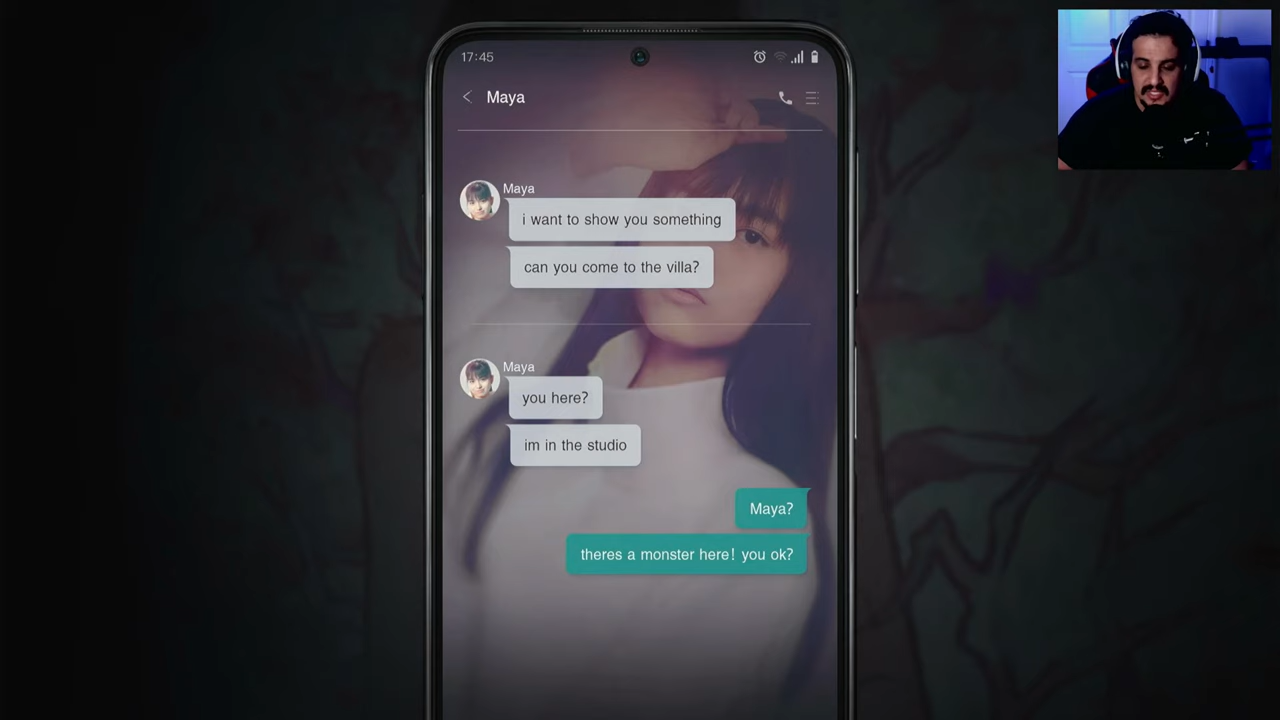 17:45
Maya
Maya
i want to show you something
can you come to the villa?
Maya
you here?
im in the studio
Maya?
theres a monster here! you ok?